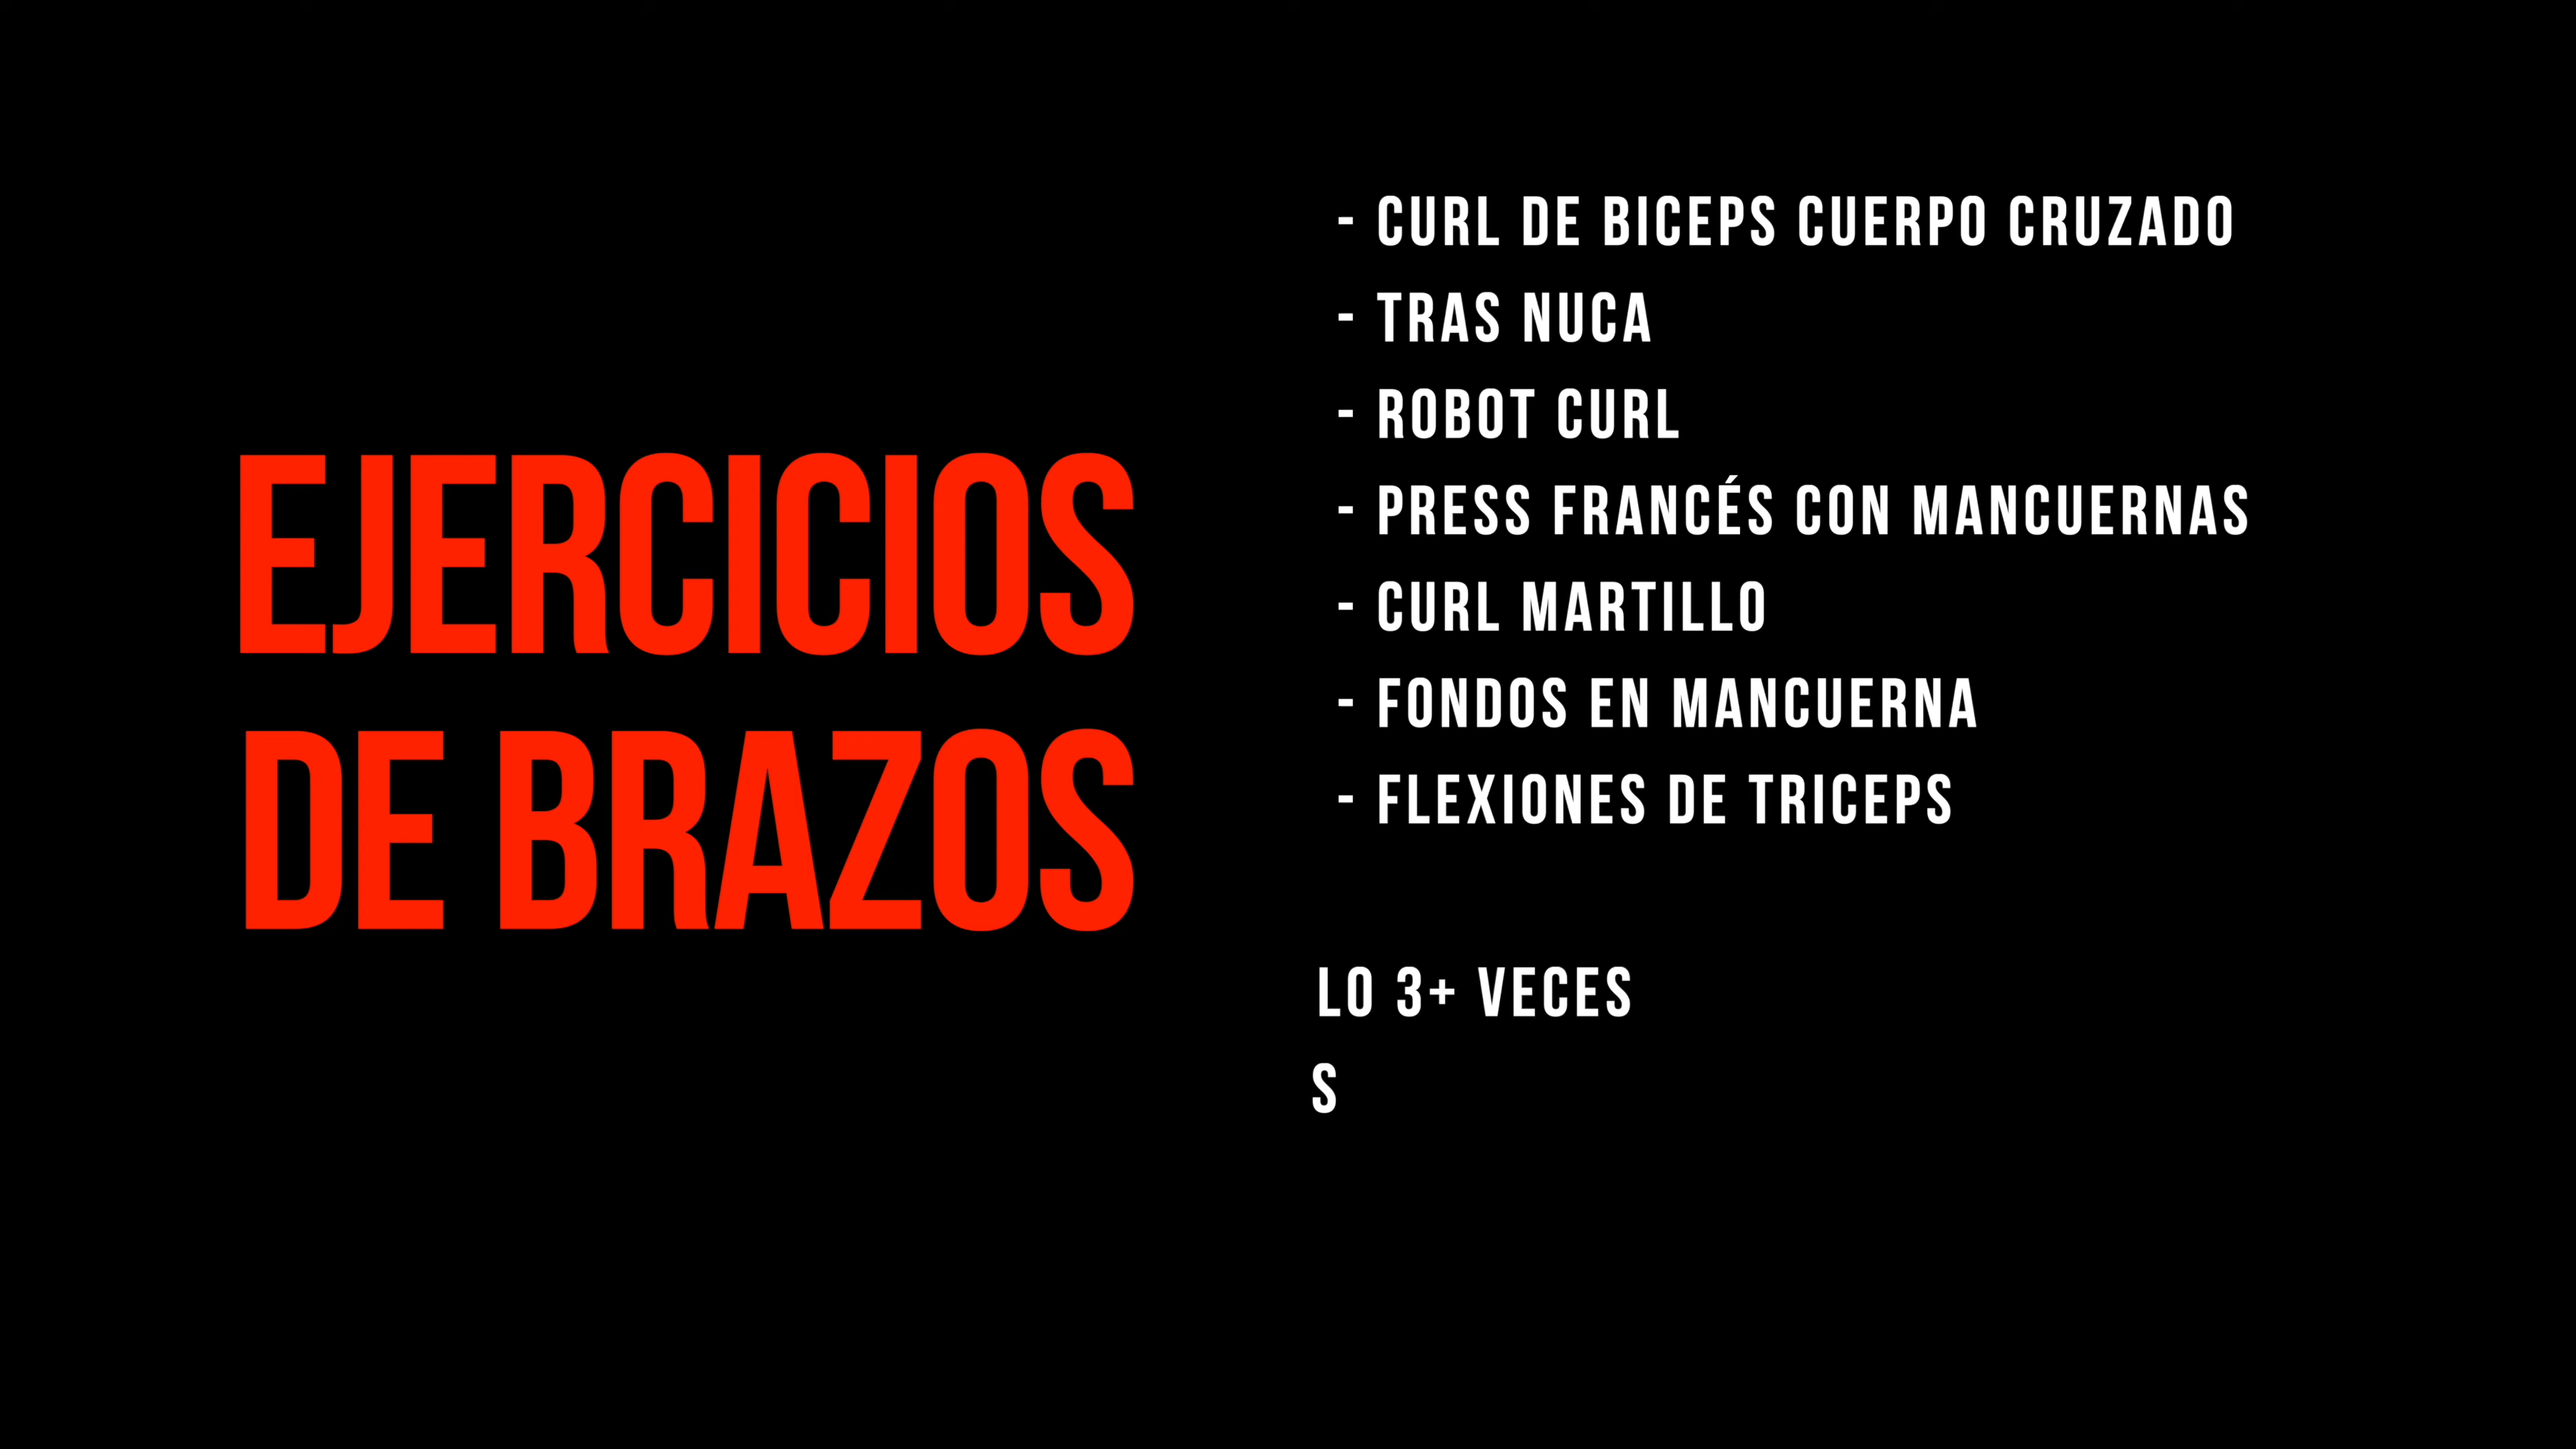 EJERCICIOS
DE BRAZOS
- CURL DE BICEPS CUERPO CRUZADO
- TRAS NUCA
- ROBOT CURL
- PRESS FRANCÉS CON MANCUERNAS
- CURL MARTILLO
- FONDOS EN MANCUERNA
- FLEXIONES DE TRICEPS
LO 3+ VECES
S